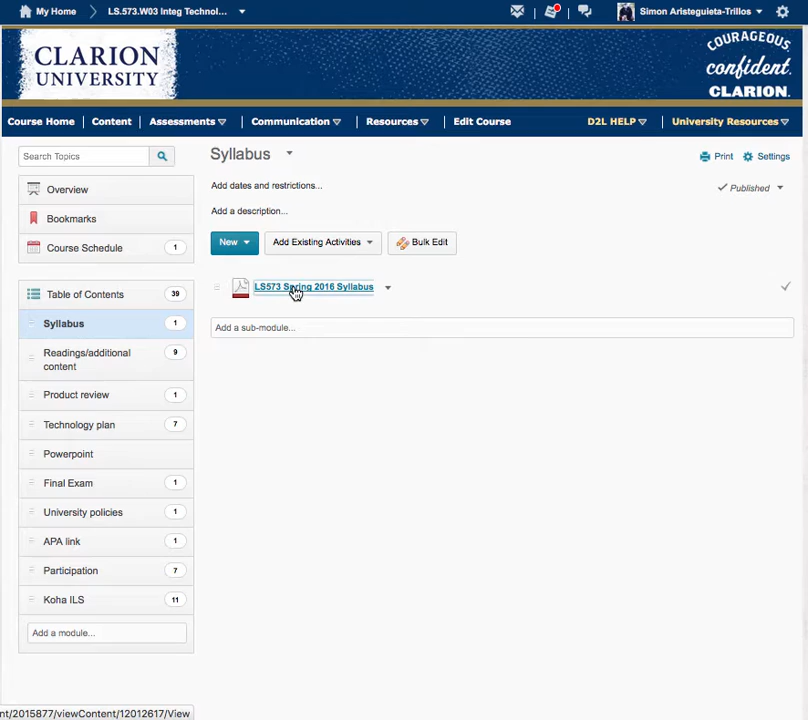 My Home
LS.573.W03 Integ Technol...
Simon Aristeguieta-Trillos
CLARION
UNIVERSITY
COURAGEOUS.
confident.
CLARION.
Course Home
Content
Assessments
Communication
Resources
Edit Course
D2L HELP
University Resources
Search Topics
Overview
Bookmarks
Course Schedule 1
Table of Contents 39
Syllabus 1
Readings/additional 9
content
Product review 1
Technology plan 7
Powerpoint
Final Exam 1
University policies 1
APA link 1
Participation 7
Koha ILS 11
Add a module...
Syllabus
Print
Settings
Add dates and restrictions...
Published
Add a description...
New
Add Existing Activities
Bulk Edit
LS573 Spring 2016 Syllabus
Add a sub-module...
nt/2015877/viewContent/12012617/View